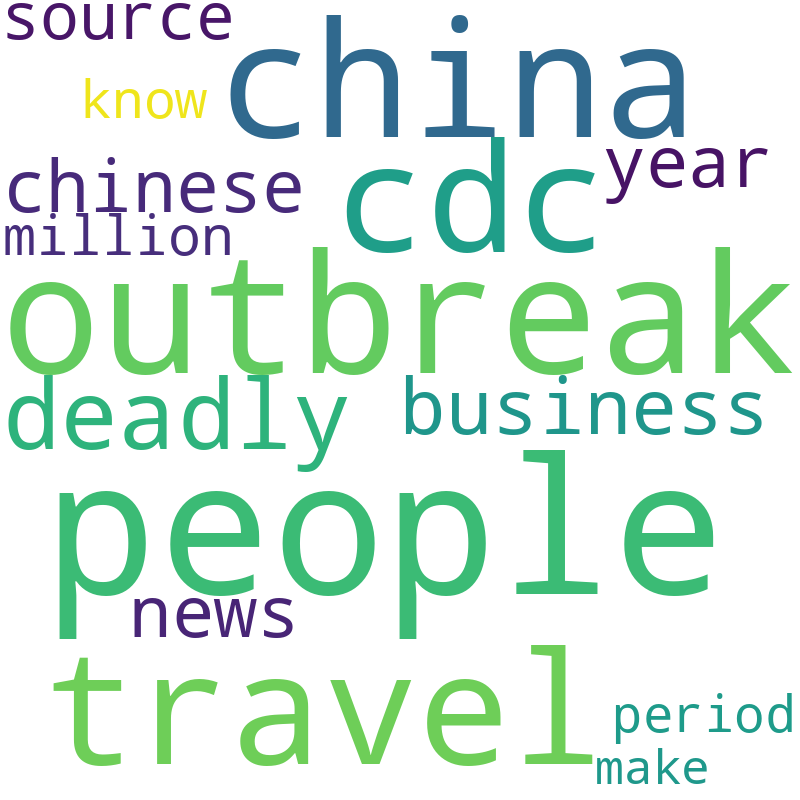 source
china
know
year
chinese
cdc
million
outbreak
deadly
business
people
news
travel
period
make